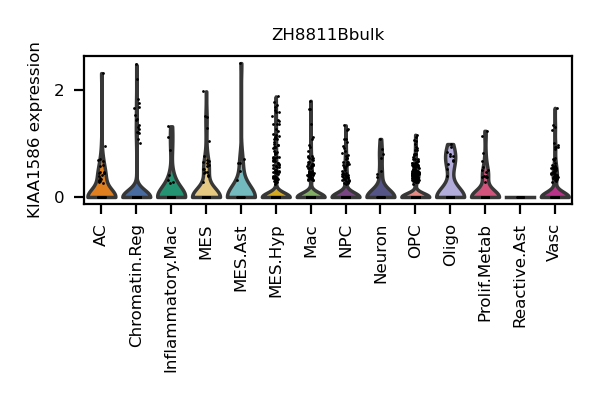 ZH8811Bbulk
KIAA1586 expression
2
0
AC
Chromatin.Reg
Inflammatory.Mac
MES
MES.Ast
MES.Hyp
Mac
NPC
Neuron
OPC
Oligo
Prolif.Metab
Reactive.Ast
Vasc